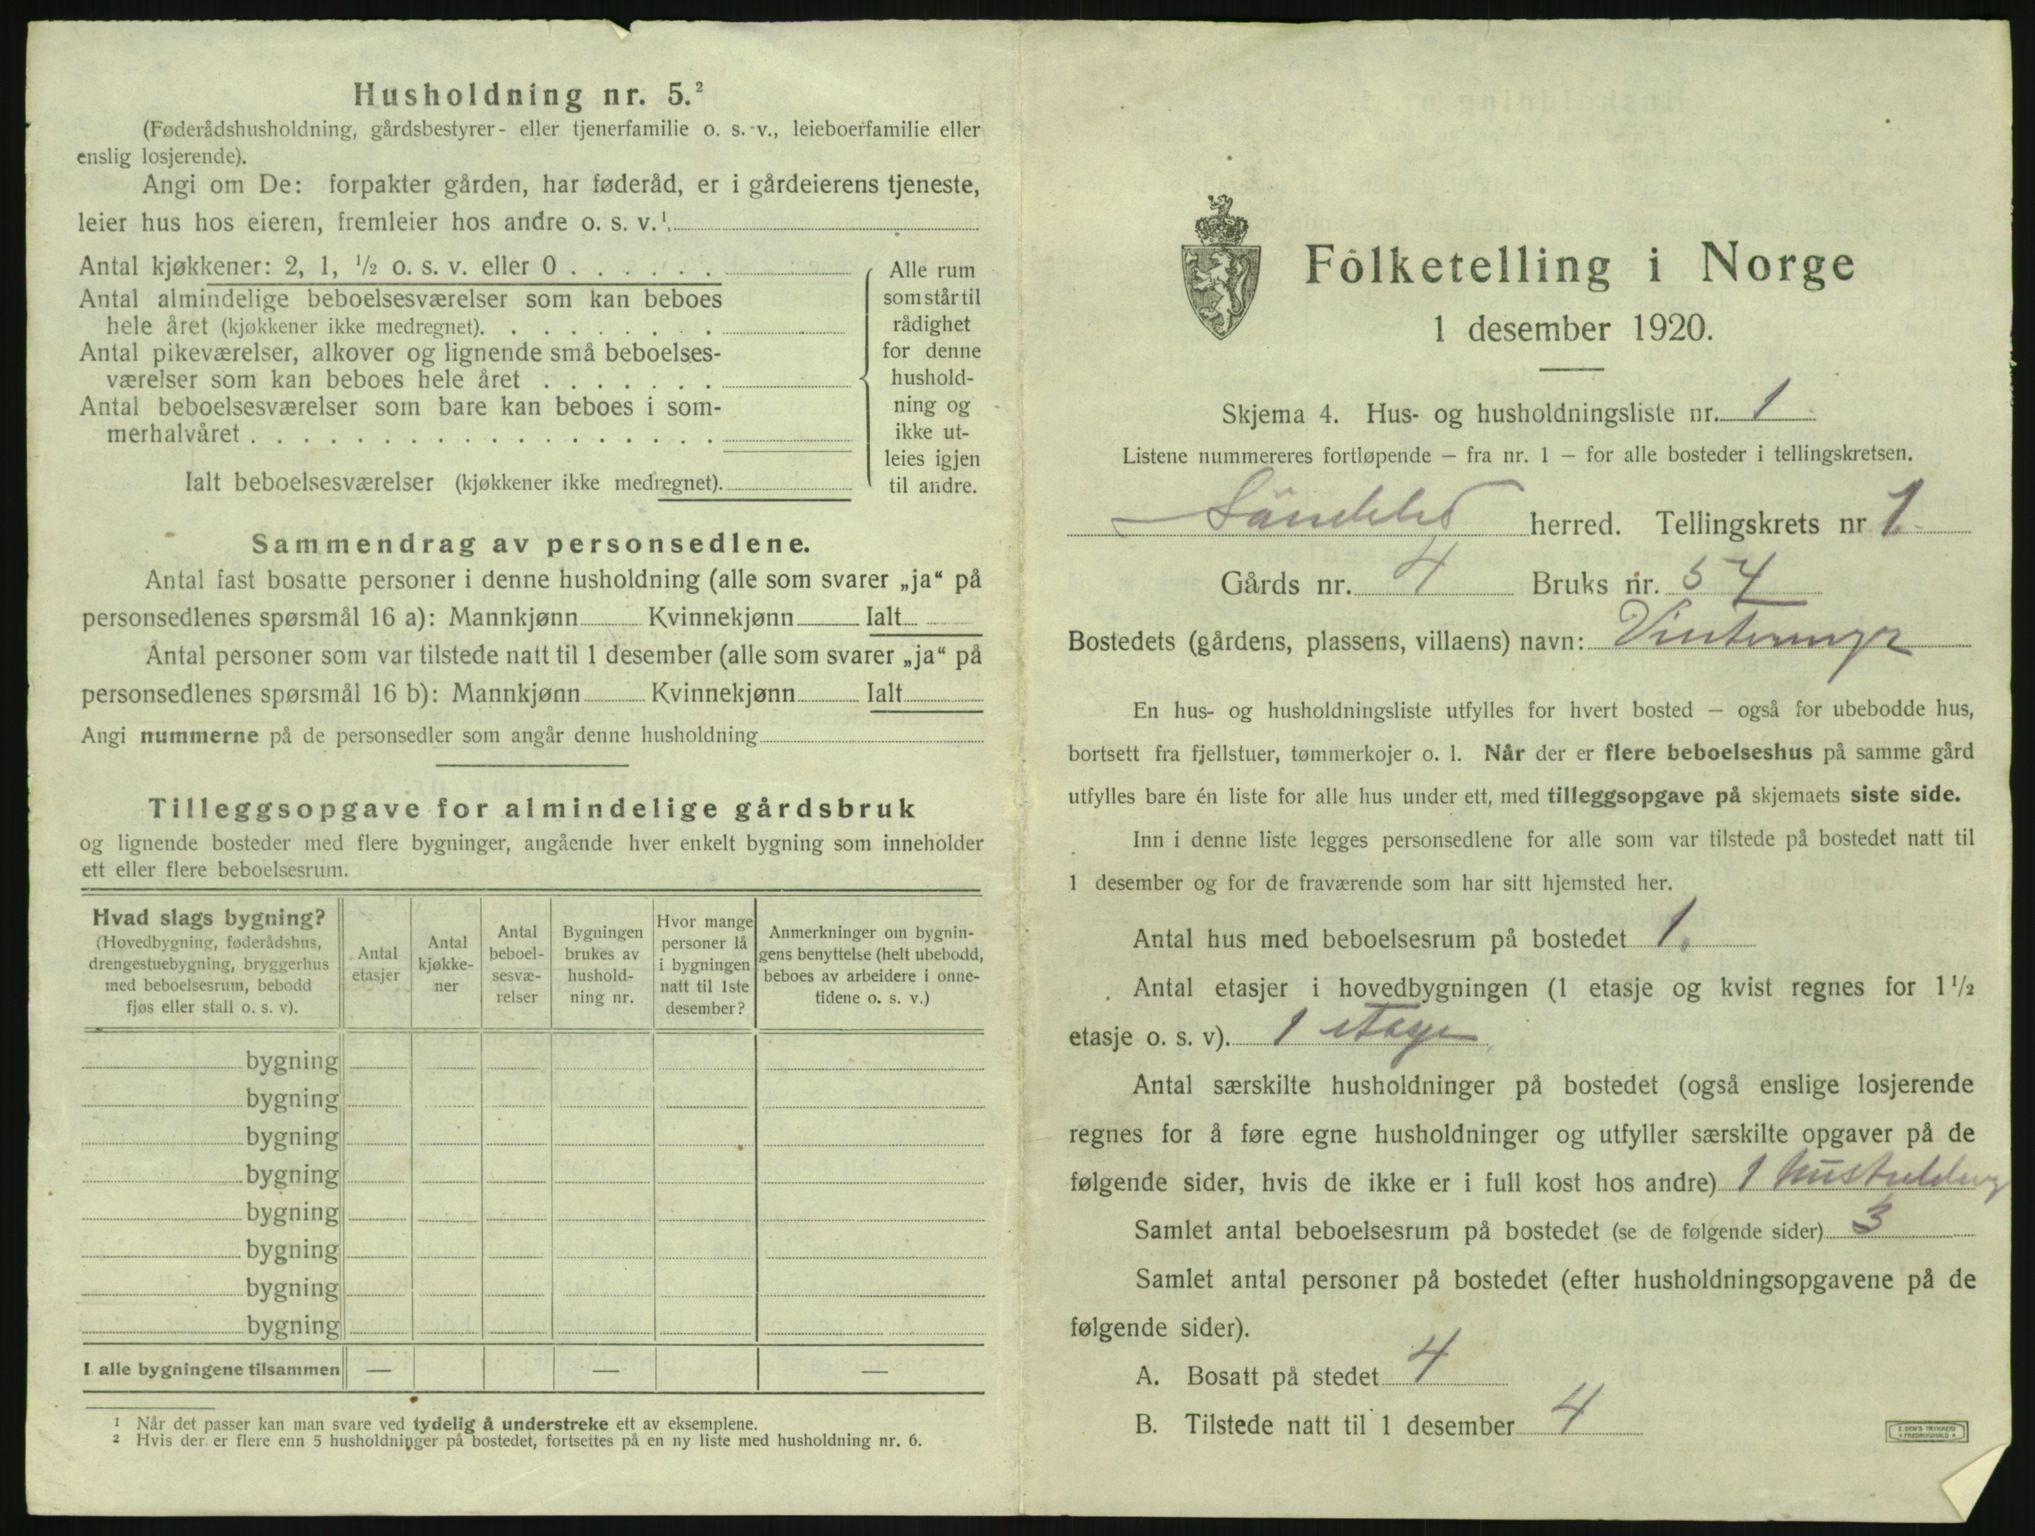 Husholdning nr. 5.²
(Føderådshusholdning, gårdsbestyrer- eller tjenerfamilie o. s. v., leieboerfamilie eller
enslig losjerende).
Angi om De: forpakter gården, har føderåd, er i gårdeierens tjeneste,
leier hus hos eieren, fremleier hos andre o. s. v.¹
Antal kjøkkener: 2, 1, ½ o. s. v. eller 0 . . . . . .
Antal almindelige beboelsesværelser som kan beboes
hele året (kjøkkener ikke medregnet). . . . . . . . .
Antal pikeværelser, alkover og lignende små beboelses-
værelser som kan beboes hele året . . . . . . .
Antal beboelsesværelser som bare kan beboes i som-
merhalvåret . . . . . . . . . . . . . . . . . .
Ialt beboelsesværelser (kjøkkener ikke medregnet).
Alle rum
som står til
rådighet
for denne
hushold-
ning og
ikke ut-
leies igjen
til andre.
Sammendrag av personsedlene.
Antal fast bosatte personer i denne husholdning (alle som svarer „ja“ på
personsedlenes spørsmål 16 a): Mannkjønn Kvinnekjønn Ialt
Antal personer som var tilstede natt til 1 desember (alle som svarer „ja“ på
personsedlenes spørsmål 16 b): Mannkjønn Kvinnekjønn Ialt
Angi nummerne på de personsedler som angår denne husholdning
Tilleggsopgave for almindelige gårdsbruk
og lignende bosteder med flere bygninger, angående hver enkelt bygning som inneholder
ett eller flere beboelsesrum.
Hvad slags bygning?
(Hovedbygning, føderådshus,
drengestuebygning, bryggerhus
med beboelsesrum, bebodd
fjøs eller stall o. s. v).
Antal
etasjer
Antal
kjøkke-
ner
Antal
beboel-
sesvæ-
relser
Bygningen
brukes av
hushold-
ning nr.
Hvor mange
personer lå
i bygningen
natt til 1ste
desember?
Anmerkninger om bygnin-
gens benyttelse (helt ubebodd,
beboes av arbeidere i onne-
tidene o. s. v.)
bygning
bygning
bygning
bygning
bygning
bygning
bygning
bygning
I alle bygningene tilsammen — — —
¹ Når det passer kan man svare ved tydelig å understreke ett av eksemplene.
² Hvis der er flere enn 5 husholdninger på bostedet, fortsettes på en ny liste med husholdning nr. 6.
Folketelling i Norge
1 desember 1920.
Skjema 4. Hus- og husholdningsliste nr. 1
Listene nummereres fortløpende – fra nr. 1 – for alle bosteder i tellingskretsen.
Søndeled herred. Tellingskrets nr 1
Gårds nr. 4 Bruks nr. 54
Bostedets (gårdens, plassens, villaens) navn: Vintermyr
En hus- og husholdningsliste utfylles for hvert bosted – også for ubebodde hus,
bortsett fra fjellstuer, tømmerkojer o. l. Når der er flere beboelseshus på samme gård
utfylles bare én liste for alle hus under ett, med tilleggsopgave på skjemaets siste side.
Inn i denne liste legges personsedlene for alle som var tilstede på bostedet natt til
1 desember og for de fraværende som har sitt hjemsted her.
Antal hus med beboelsesrum på bostedet 1.
Antal etasjer i hovedbygningen (1 etasje og kvist regnes for 1½
etasje o. s. v). 1 etage
Antal særskilte husholdninger på bostedet (også enslige losjerende
regnes for å føre egne husholdninger og utfyller særskilte opgaver på de
følgende sider, hvis de ikke er i full kost hos andre) 1
Samlet antal beboelsesrum på bostedet (se de følgende sider) 3
Samlet antal personer på bostedet (efter husholdningsopgavene på de
følgende sider).
A. Bosatt på stedet 4
B. Tilstede natt til 1 desember 4
E. SEM'S TRYKKERI
FREDRIKSHALD